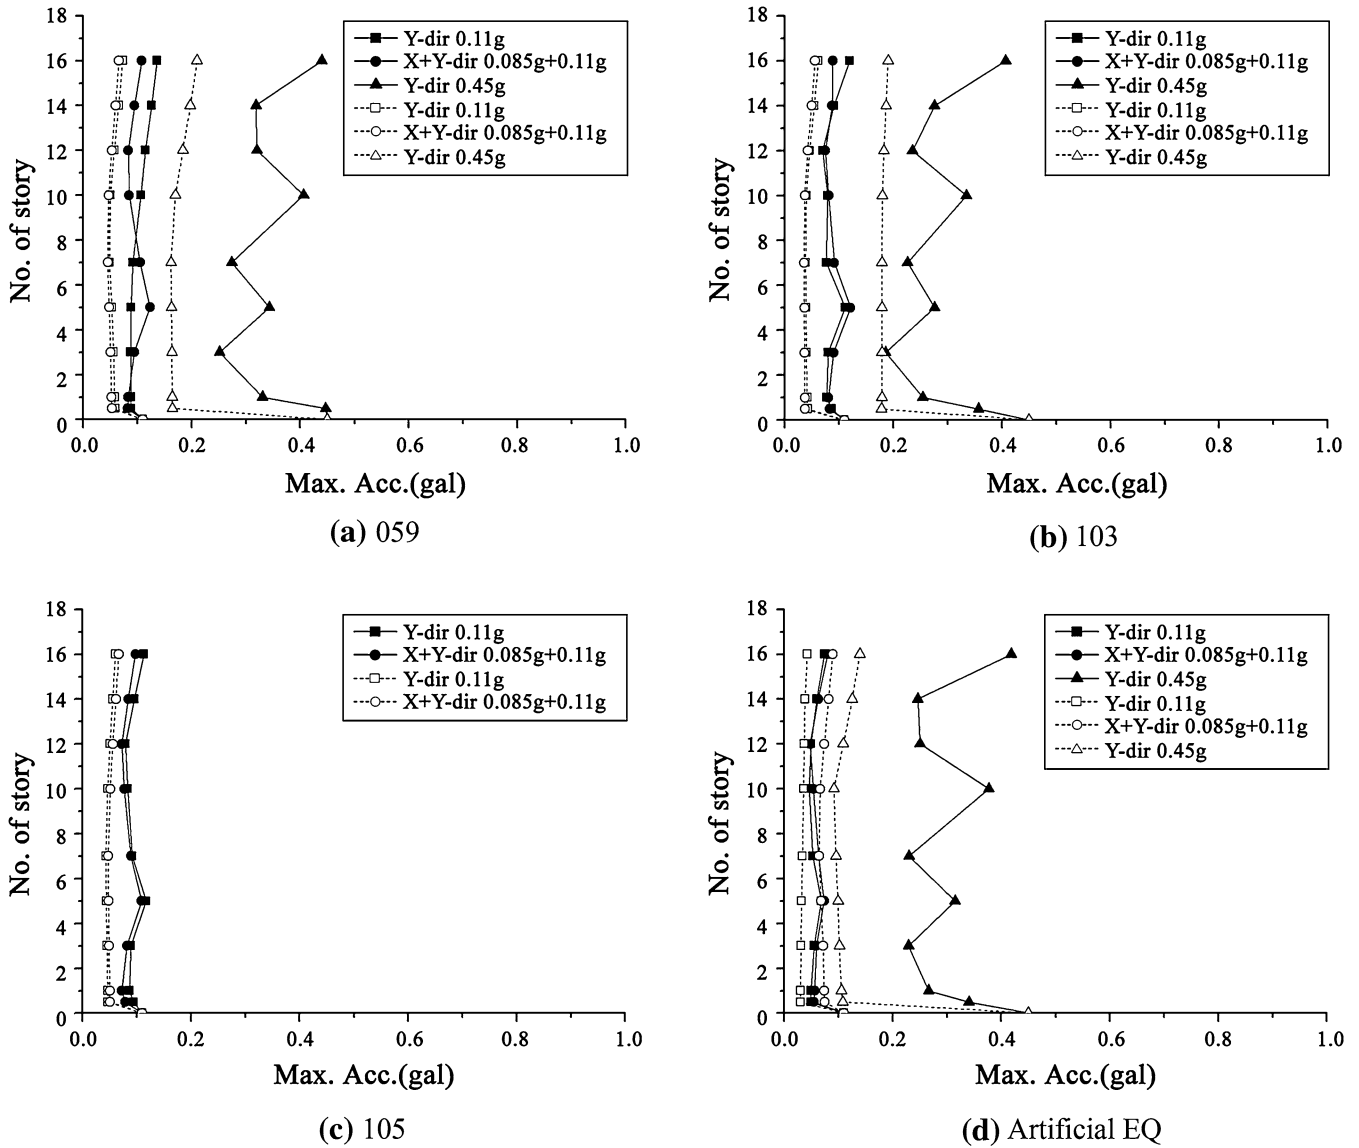 No. of story
18
16
14
12
10
8
6
4
2
0
Y-dir 0.11g
X+Y-dir 0.085g+0.11g
Y-dir 0.45g
Y-dir 0.11g
X+Y-dir 0.085g+0.11g
Y-dir 0.45g
0.0 0.2 0.4 0.6 0.8 1.0
Max. Acc.(gal)
(a) 059
No. of story
18
16
14
12
10
8
6
4
2
0
Y-dir 0.11g
X+Y-dir 0.085g+0.11g
Y-dir 0.45g
Y-dir 0.11g
X+Y-dir 0.085g+0.11g
Y-dir 0.45g
0.0 0.2 0.4 0.6 0.8 1.0
Max. Acc.(gal)
(b) 103
No. of story
18
16
14
12
10
8
6
4
2
0
Y-dir 0.11g
X+Y-dir 0.085g+0.11g
Y-dir 0.11g
X+Y-dir 0.085g+0.11g
0.0 0.2 0.4 0.6 0.8 1.0
Max. Acc.(gal)
(c) 105
No. of story
18
16
14
12
10
8
6
4
2
0
Y-dir 0.11g
X+Y-dir 0.085g+0.11g
Y-dir 0.45g
Y-dir 0.11g
X+Y-dir 0.085g+0.11g
Y-dir 0.45g
0.0 0.2 0.4 0.6 0.8 1.0
Max. Acc.(gal)
(d) Artificial EQ